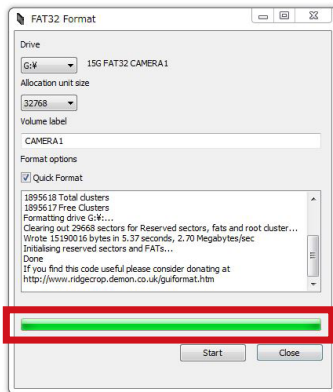 FAT32 Format
Drive
G:¥ 15G FAT32 CAMERA1
Allocation unit size
32768
Volume label
CAMERA1
Format options
Quick Format
1895618 Total clusters
1895617 Free Clusters
Formatting drive G:¥:...
Clearing out 29668 sectors for Reserved sectors, fats and root cluster...
Wrote 15190016 bytes in 5.37 seconds, 2.70 Megabytes/sec
Initialising reserved sectors and FATs...
Done
If you find this code useful please consider donating at
http://www.ridgecrop.demon.co.uk/guiformat.htm
Start Close